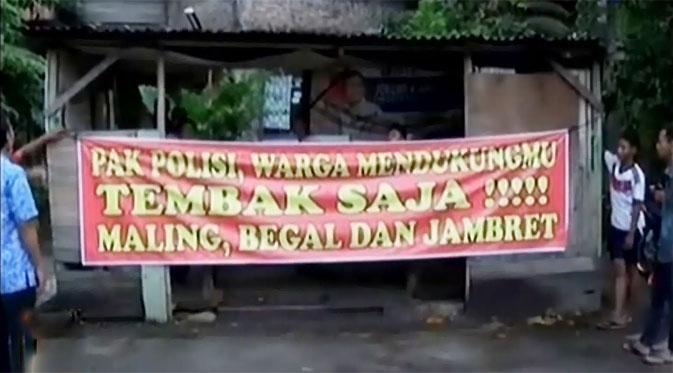 PAK POLISI, WARGA MENDUKUNGMU
TEMBAK SAJA !!!!!
MALING, BEGAL DAN JAMBRET